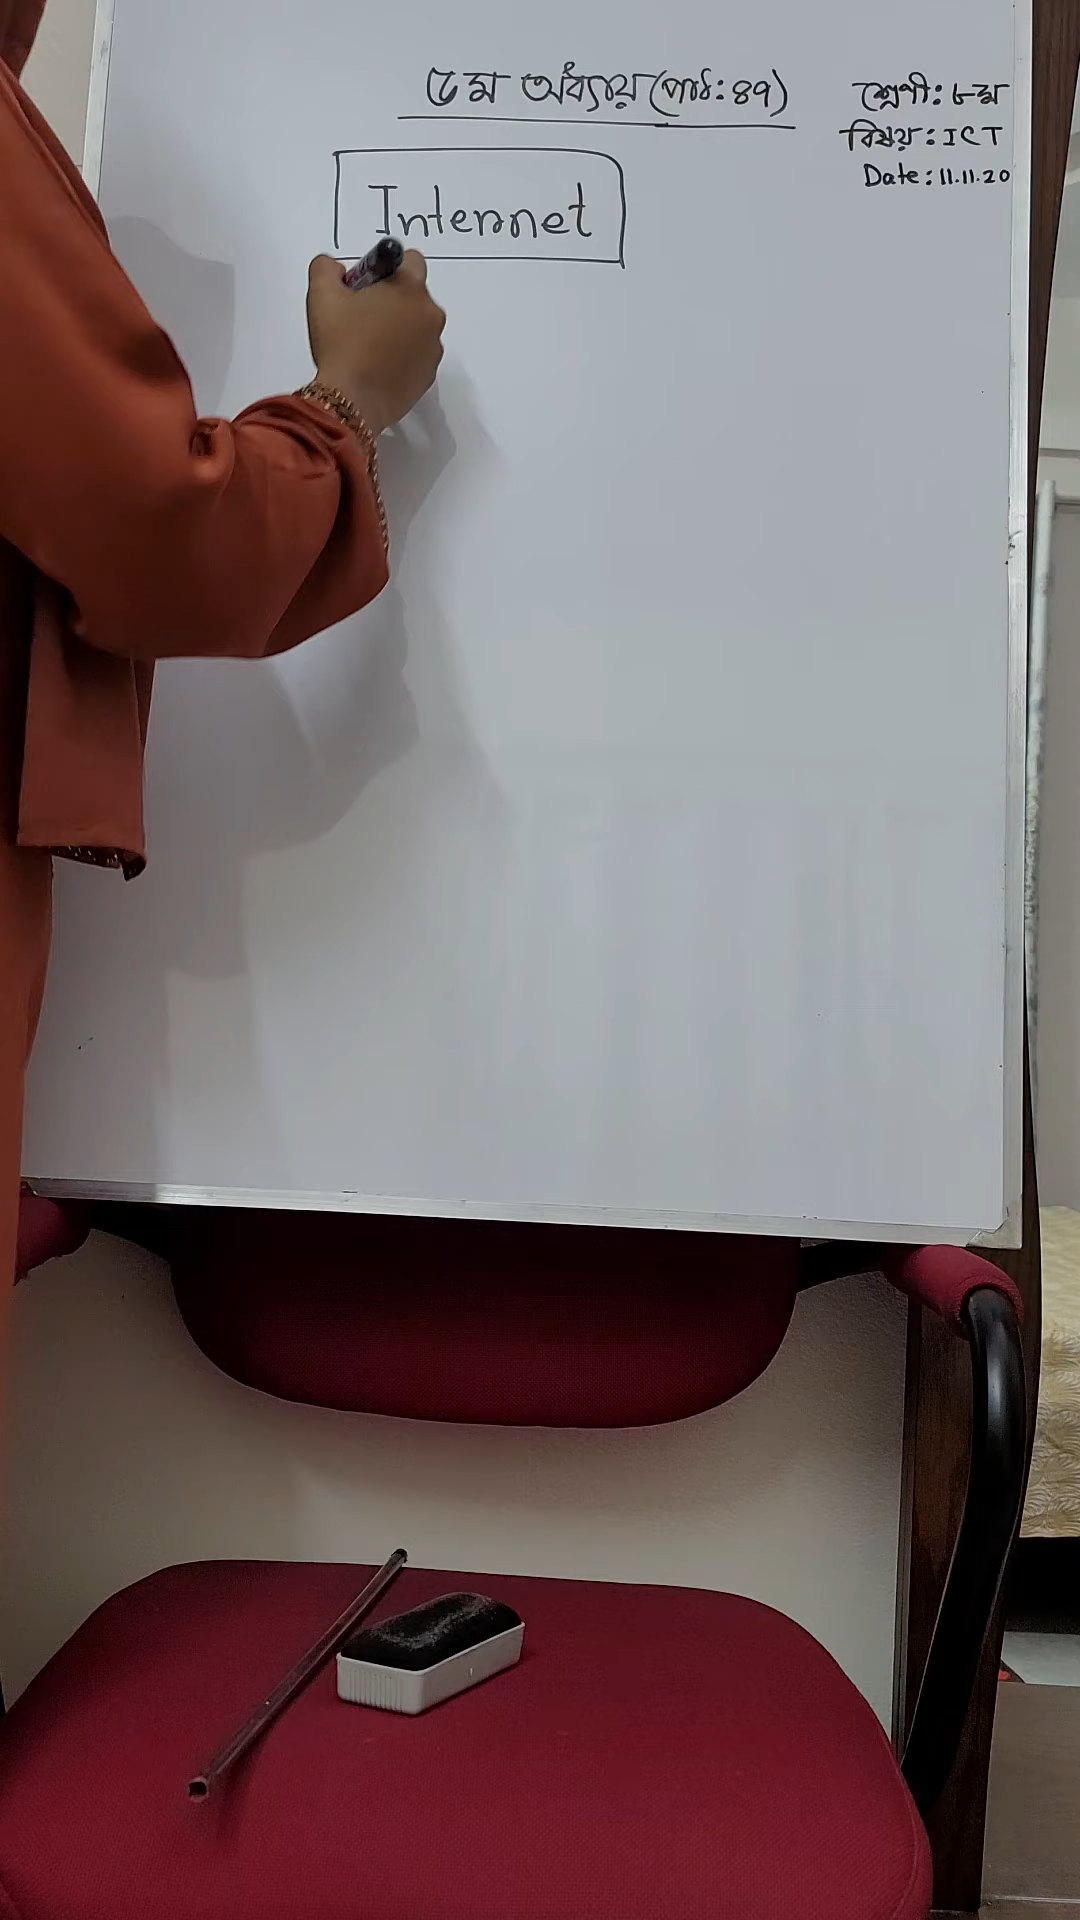 ৫ম অধ্যায় (পাঠ: ৪৭)
শ্রেণী: ৮ম
বিষয়: ICT
Date: 11.11.20
Internet